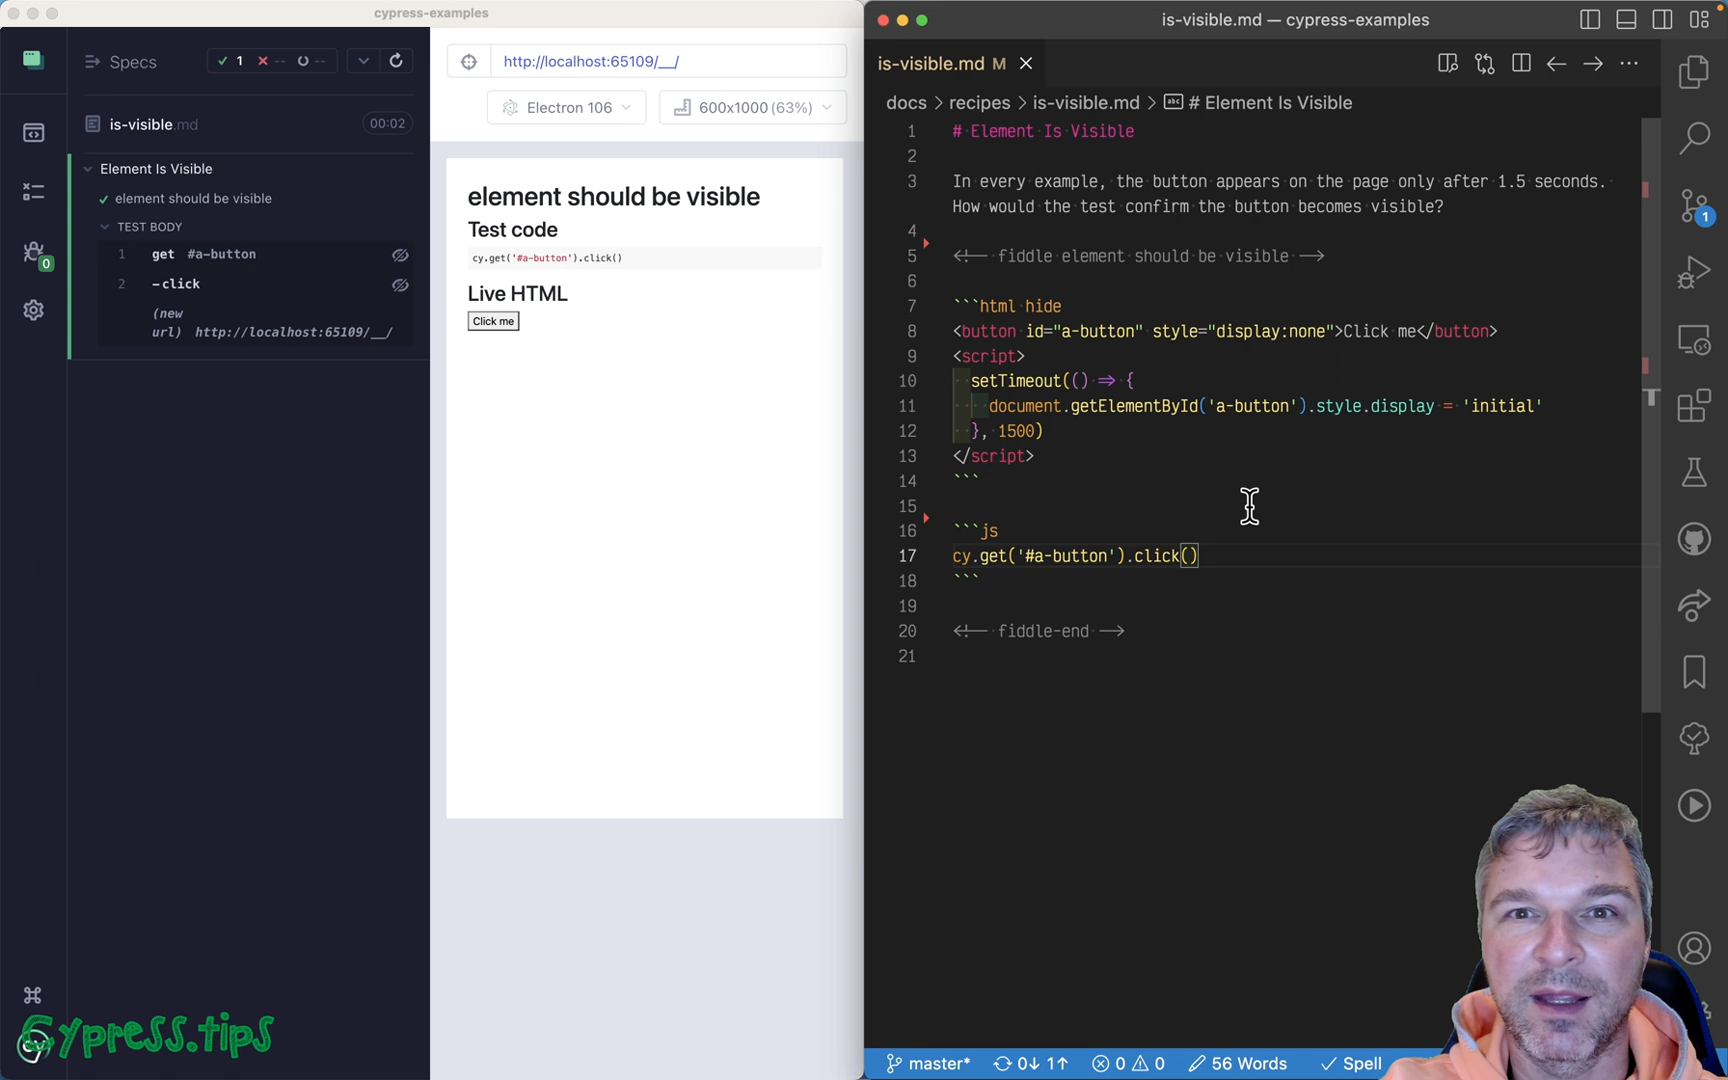 cypress-examples
Specs
1
--
--
is-visible.md
00:02
Element Is Visible
element should be visible
TEST BODY
1 get #a-button
2 -click
(new
url) http://localhost:65109/__/
0
Cypress.tips
http://localhost:65109/__/
Electron 106
600x1000 (63%)
element should be visible
Test code
cy.get('#a-button').click()
Live HTML
Click me
is-visible.md — cypress-examples
is-visible.md M
docs > recipes > is-visible.md > abc # Element Is Visible
1 # Element Is Visible
2
3 In every example, the button appears on the page only after 1.5 seconds.
How would the test confirm the button becomes visible?
4
5 <!-- fiddle element should be visible -->
6
7 ```html hide
8 <button id="a-button" style="display:none">Click me</button>
9 <script>
10 setTimeout(() => {
11 document.getElementById('a-button').style.display = 'initial'
12 }, 1500)
13 </script>
14 ```
15
16 ```js
17 cy.get('#a-button').click()
18 ```
19
20 <!-- fiddle-end -->
21
1
master* 0↓ 1↑ 0 0 56 Words Spell